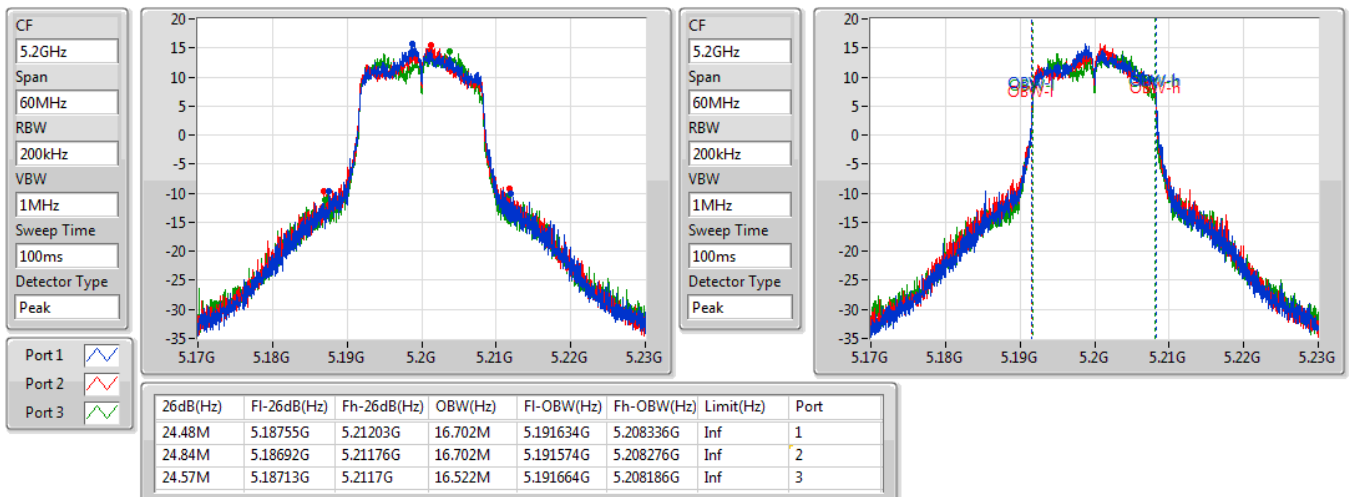 CF
5.2GHz
Span
60MHz
RBW
200kHz
VBW
1MHz
Sweep Time
100ms
Detector Type
Peak
20
15
10
5
0
-5
-10
-15
-20
-25
-30
-35
5.17G 5.18G 5.19G 5.2G 5.21G 5.22G 5.23G
CF
5.2GHz
Span
60MHz
RBW
200kHz
VBW
1MHz
Sweep Time
100ms
Detector Type
Peak
20
15
10
5
0
-5
-10
-15
-20
-25
-30
-35
OBW-l OBW-h
OBW-l OBW-h
5.17G 5.18G 5.19G 5.2G 5.21G 5.22G 5.23G
Port 1
Port 2
Port 3
26dB(Hz) Fl-26dB(Hz) Fh-26dB(Hz) OBW(Hz) Fl-OBW(Hz) Fh-OBW(Hz) Limit(Hz) Port
24.48M 5.18755G 5.21203G 16.702M 5.191634G 5.208336G Inf 1
24.84M 5.18692G 5.21176G 16.702M 5.191574G 5.208276G Inf 2
24.57M 5.18713G 5.2117G 16.522M 5.191664G 5.208186G Inf 3